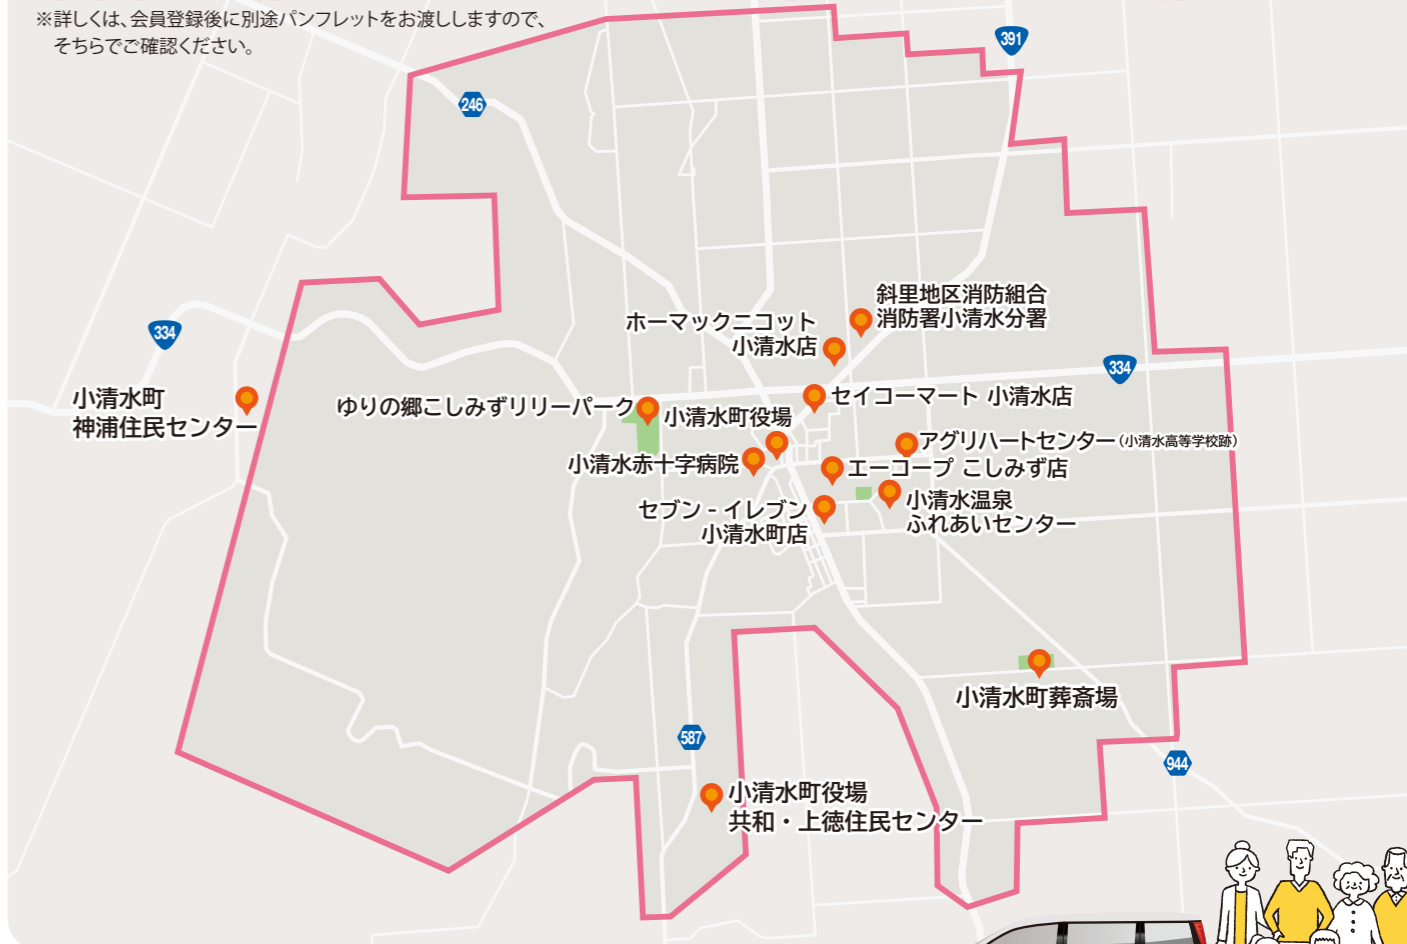 ※詳しくは、会員登録後に別途パンフレットをお渡ししますので、
そちらでご確認ください。
391
246
斜里地区消防組合
消防署小清水分署
ホーマックニコット
小清水店
334
334
小清水町
神浦住民センター
セイコーマート 小清水店
ゆりの郷こしみずリリーパーク
小清水町役場
アグリハートセンター(小清水高等学校跡)
小清水赤十字病院
エーコープ こしみず店
小清水温泉
ふれあいセンター
セブン - イレブン
小清水町店
小清水町葬斎場
587
944
小清水町役場
共和・上徳住民センター